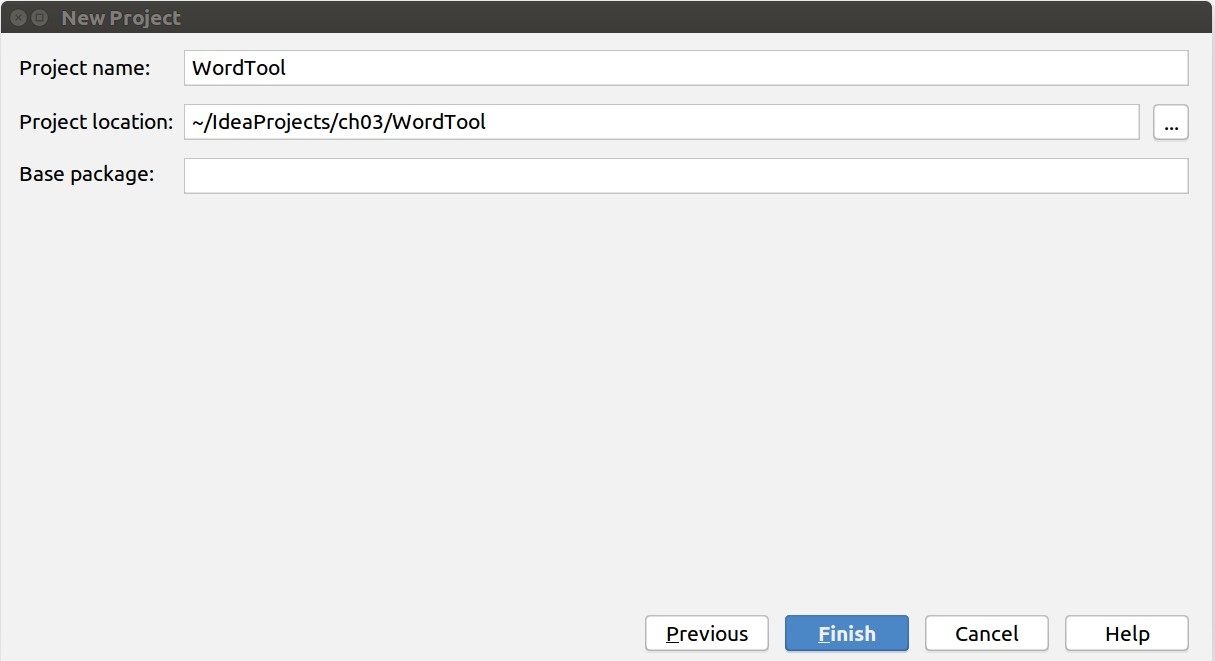 New Project
Project name: WordTool
Project location: ~/IdeaProjects/ch03/WordTool ...
Base package:
Previous Finish Cancel Help